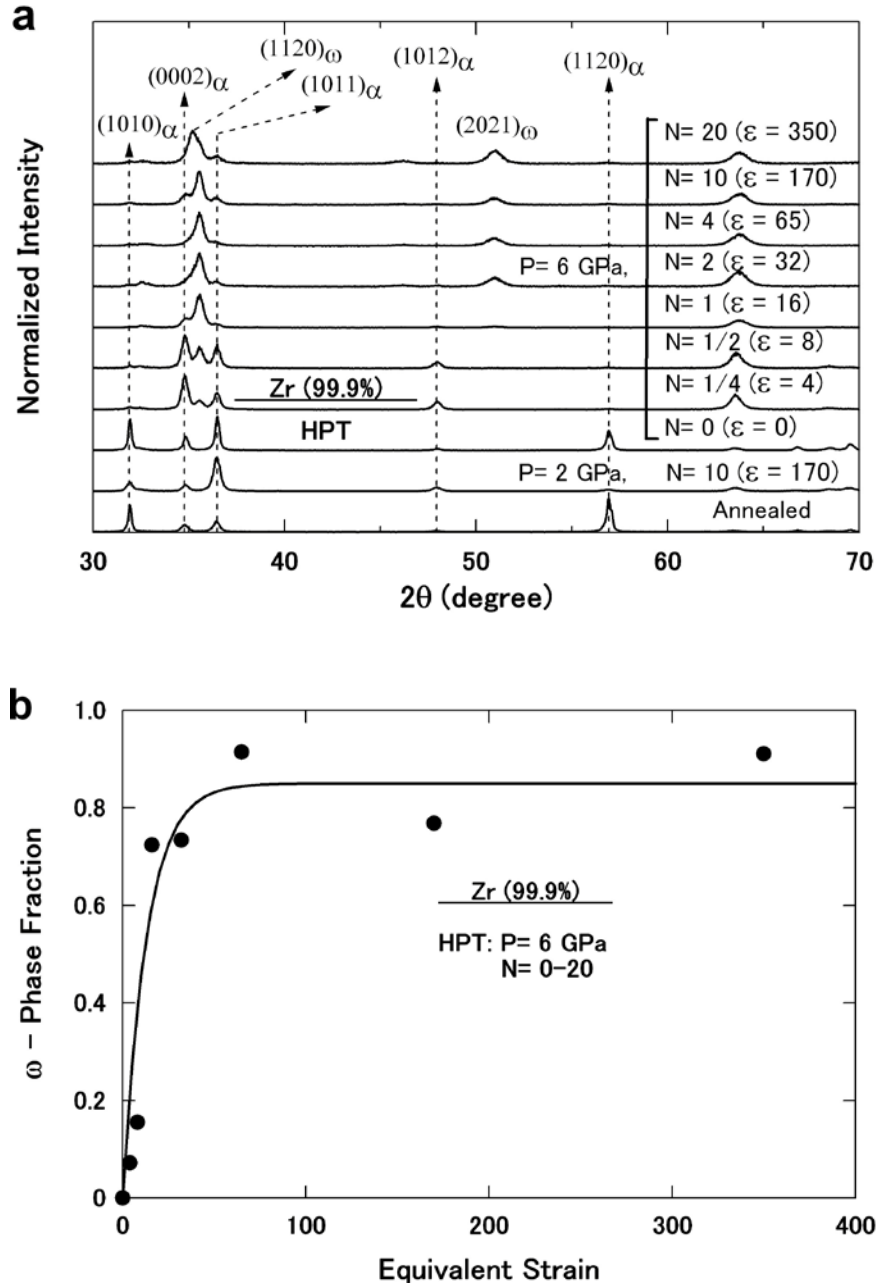 a
(1120)ω
(0002)α
(1012)α
(1120)α
(1011)α
(1010)α
(2021)ω
N= 20 (ε = 350)
N= 10 (ε = 170)
N= 4 (ε = 65)
P= 6 GPa, N= 2 (ε = 32)
N= 1 (ε = 16)
N= 1/2 (ε = 8)
Zr (99.9%)
N= 1/4 (ε = 4)
HPT
N= 0 (ε = 0)
P= 2 GPa, N= 10 (ε = 170)
Annealed
Normalized Intensity
30 40 50 60 70
2θ (degree)
b
1.0
0.8
0.6
0.4
0.2
0
ω - Phase Fraction
Zr (99.9%)
HPT: P= 6 GPa
N= 0-20
0 100 200 300 400
Equivalent Strain